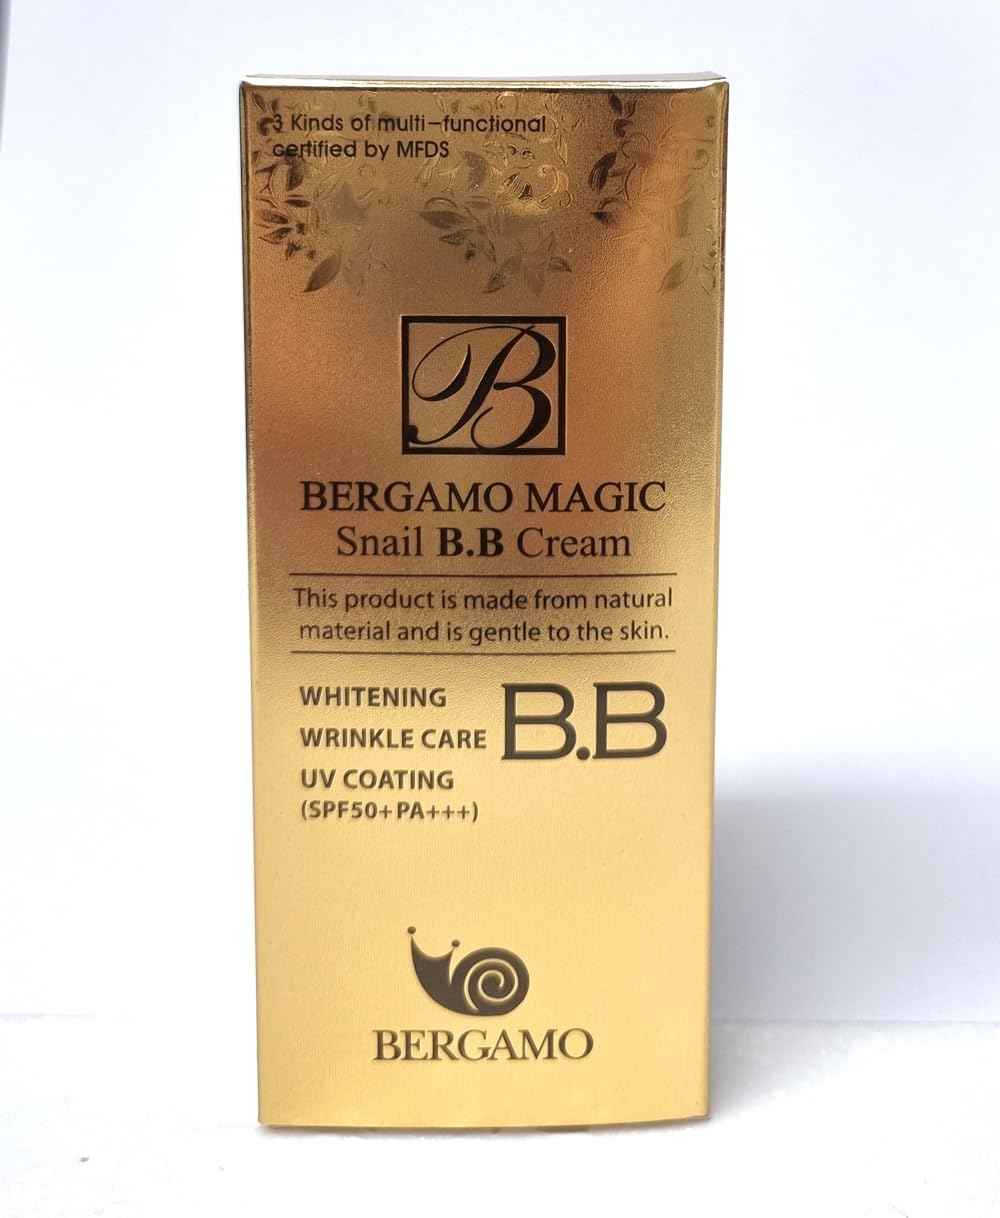 3 Kinds of multi-functional
certified by MFDS
B
BERGAMO MAGIC
Snail B.B Cream
This product is made from natural
material and is gentle to the skin.
WHITENING
WRINKLE CARE
UV COATING
(SPF50+PA+++)
B.B
BERGAMO